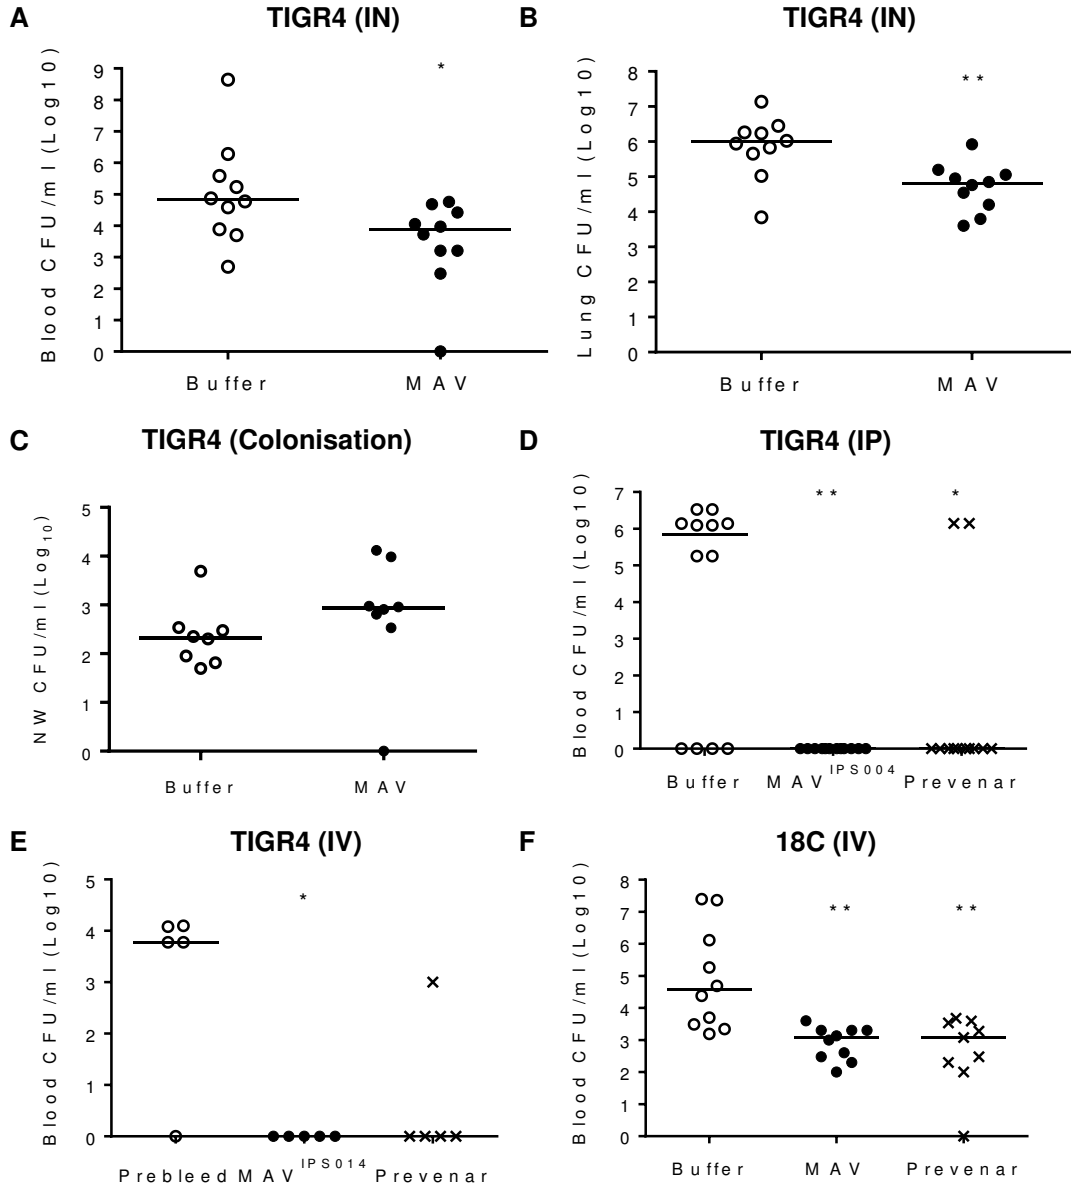 A
TIGR4 (IN)
Blood CFU/ml (Log10)
9
8
7
6
5
4
3
2
1
0
*
Buffer
MAV
B
TIGR4 (IN)
Lung CFU/ml (Log10)
8
7
6
5
4
3
2
1
0
**
Buffer
MAV
C
TIGR4 (Colonisation)
NW CFU/ml (Log10)
5
4
3
2
1
0
Buffer
MAV
D
TIGR4 (IP)
Blood CFU/ml (Log10)
7
6
5
4
3
2
1
0
**
*
Buffer
MAV IPS004
Prevenar
E
TIGR4 (IV)
Blood CFU/ml (Log10)
5
4
3
2
1
0
*
Prebleed
MAV IPS014
Prevenar
F
18C (IV)
Blood CFU/ml (Log10)
8
7
6
5
4
3
2
1
0
**
**
Buffer
MAV
Prevenar